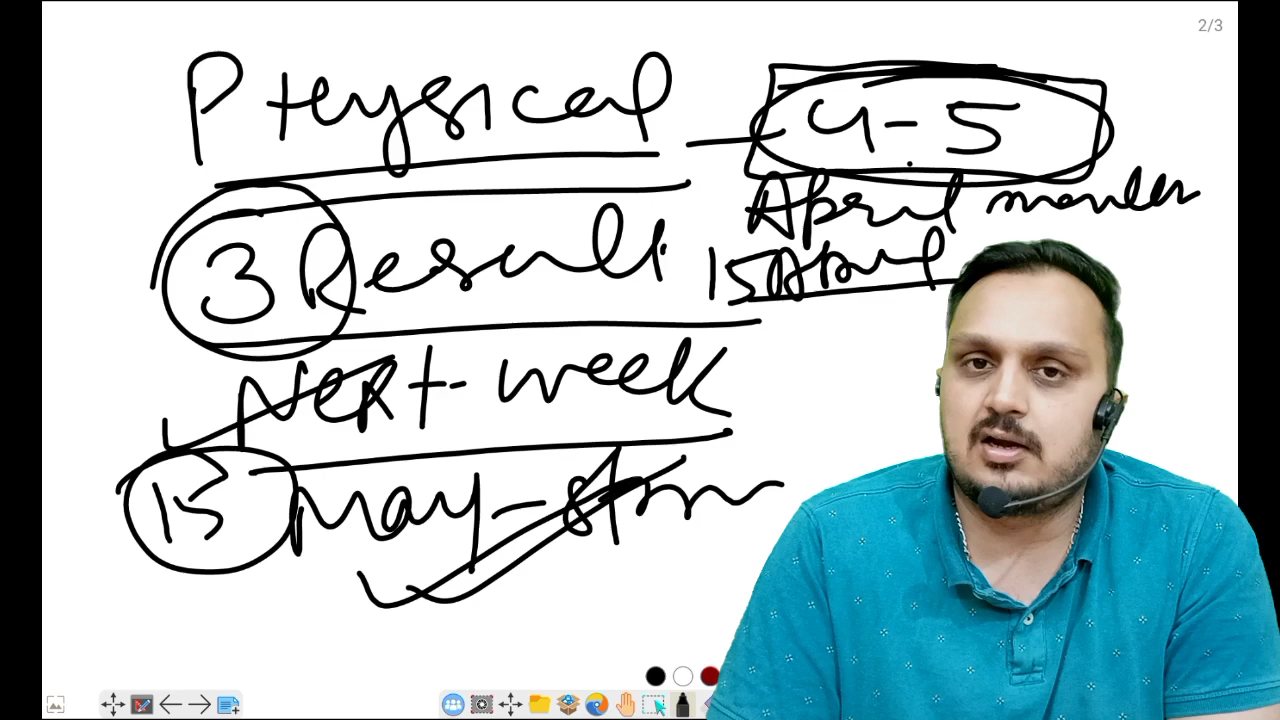 2/3
Physical - 4-5
April month
3 Result 15 April
Next-week
15 May -